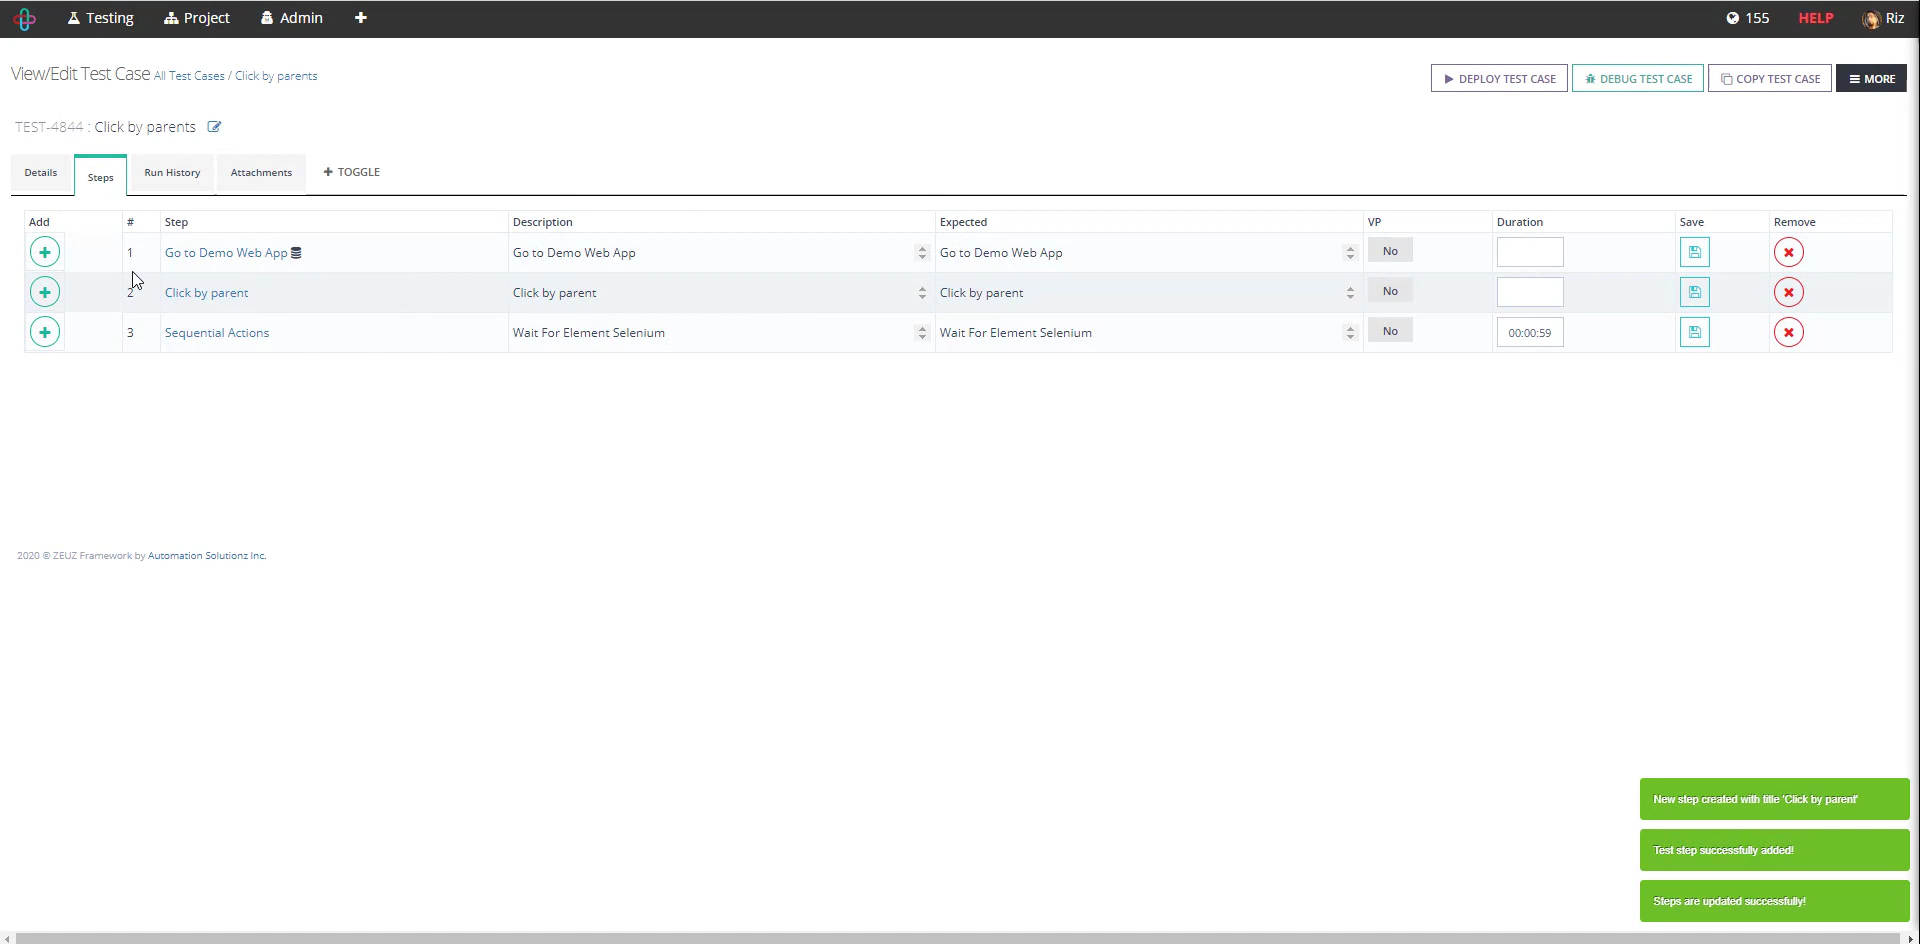 Testing Project Admin 155 HELP Riz
View/Edit Test Case All Test Cases / Click by parents
DEPLOY TEST CASE DEBUG TEST CASE COPY TEST CASE MORE
TEST-4844 : Click by parents
Details Steps Run History Attachments TOGGLE
Add # Step Description Expected VP Duration Save Remove
1 Go to Demo Web App Go to Demo Web App Go to Demo Web App No
2 Click by parent Click by parent Click by parent No
3 Sequential Actions Wait For Element Selenium Wait For Element Selenium No 00:00:59
2020 © ZEUZ Framework by Automation Solutionz Inc.
New step created with title 'Click by parent'
Test step successfully added!
Steps are updated successfully!